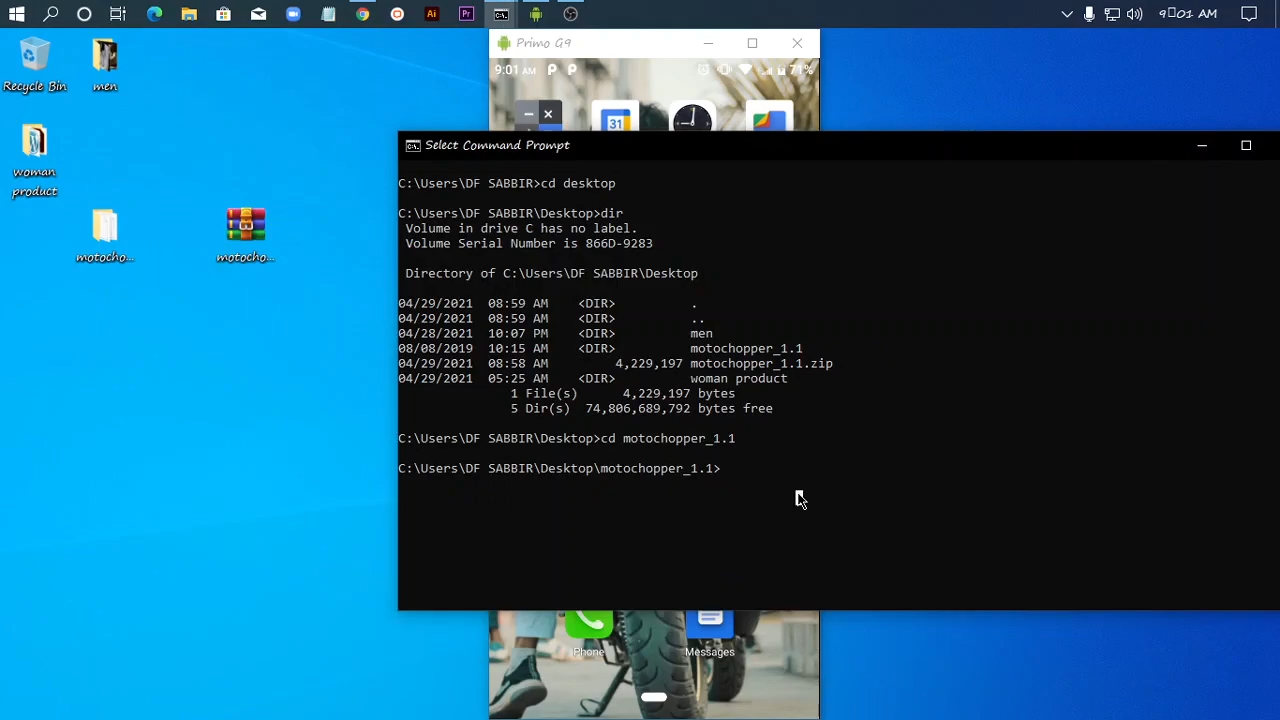 9:01 AM
Recycle Bin
men
woman
product
motocho...
motocho...
Primo G9
9:01 AM
71%
31
Select Command Prompt
C:\Users\DF SABBIR>cd desktop
C:\Users\DF SABBIR\Desktop>dir
Volume in drive C has no label.
Volume Serial Number is 866D-9283
Directory of C:\Users\DF SABBIR\Desktop
04/29/2021 08:59 AM <DIR> .
04/29/2021 08:59 AM <DIR> ..
04/28/2021 10:07 PM <DIR> men
08/08/2019 10:15 AM <DIR> motochopper_1.1
04/29/2021 08:58 AM 4,229,197 motochopper_1.1.zip
04/29/2021 05:25 AM <DIR> woman product
1 File(s) 4,229,197 bytes
5 Dir(s) 74,806,689,792 bytes free
C:\Users\DF SABBIR\Desktop>cd motochopper_1.1
C:\Users\DF SABBIR\Desktop\motochopper_1.1>
Phone
Messages